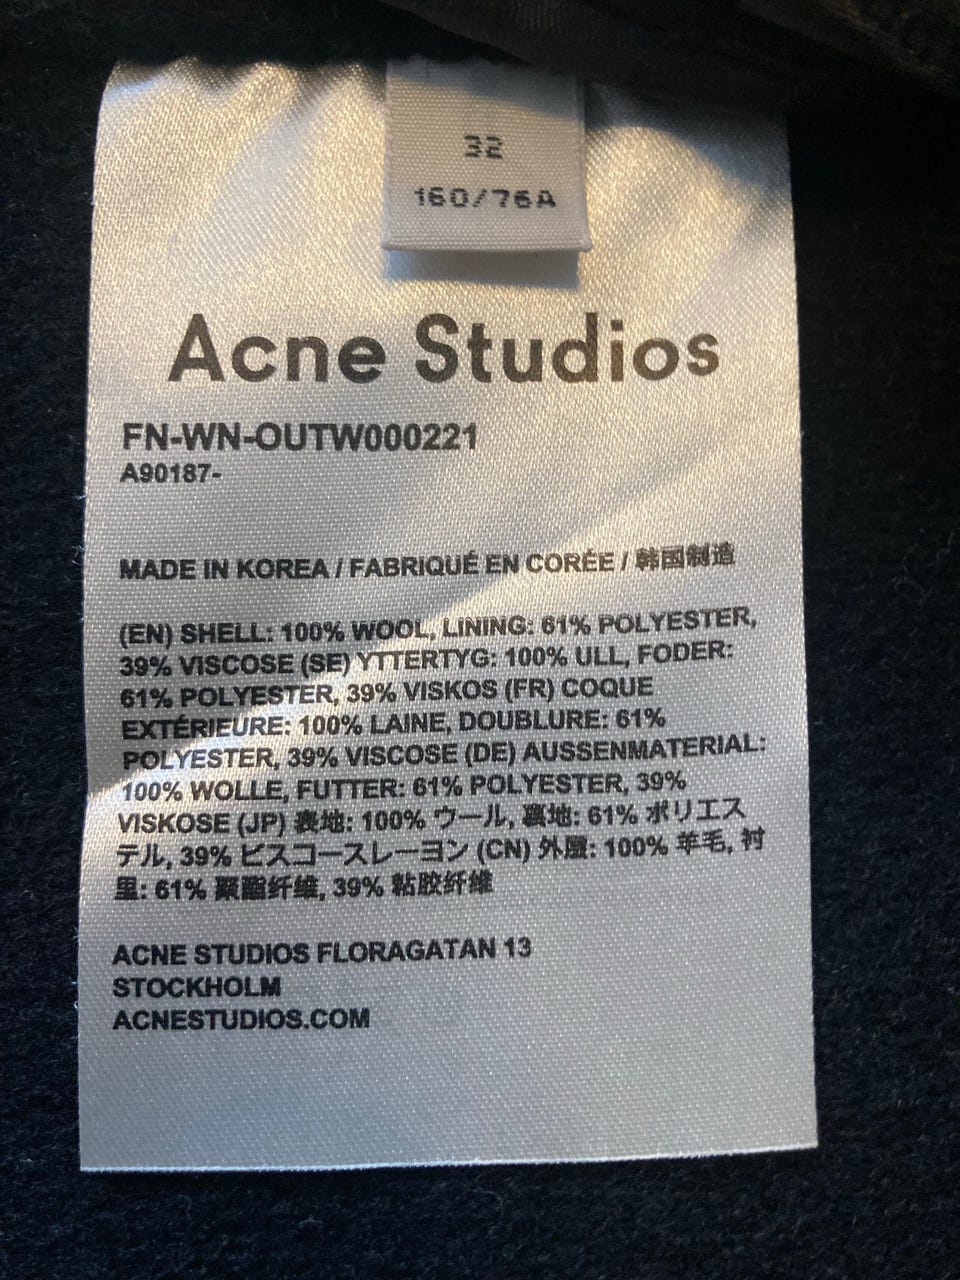 32
160/76A
Acne Studios
FN-WN-OUTW000221
A90187-
MADE IN KOREA / FABRIQUÉ EN CORÉE / 韩国制造
(EN) SHELL: 100% WOOL, LINING: 61% POLYESTER,
39% VISCOSE (SE) YTTERTYG: 100% ULL, FODER:
61% POLYESTER, 39% VISKOS (FR) COQUE
EXTÉRIEURE: 100% LAINE, DOUBLURE: 61%
POLYESTER, 39% VISCOSE (DE) AUSSENMATERIAL:
100% WOLLE, FUTTER: 61% POLYESTER, 39%
VISKOSE (JP) 表地: 100% ウール, 裏地: 61% ポリエス
テル, 39% ビスコースレーヨン (CN) 外层: 100% 羊毛, 衬
里: 61% 聚酯纤维, 39% 粘胶纤维
ACNE STUDIOS FLORAGATAN 13
STOCKHOLM
ACNESTUDIOS.COM